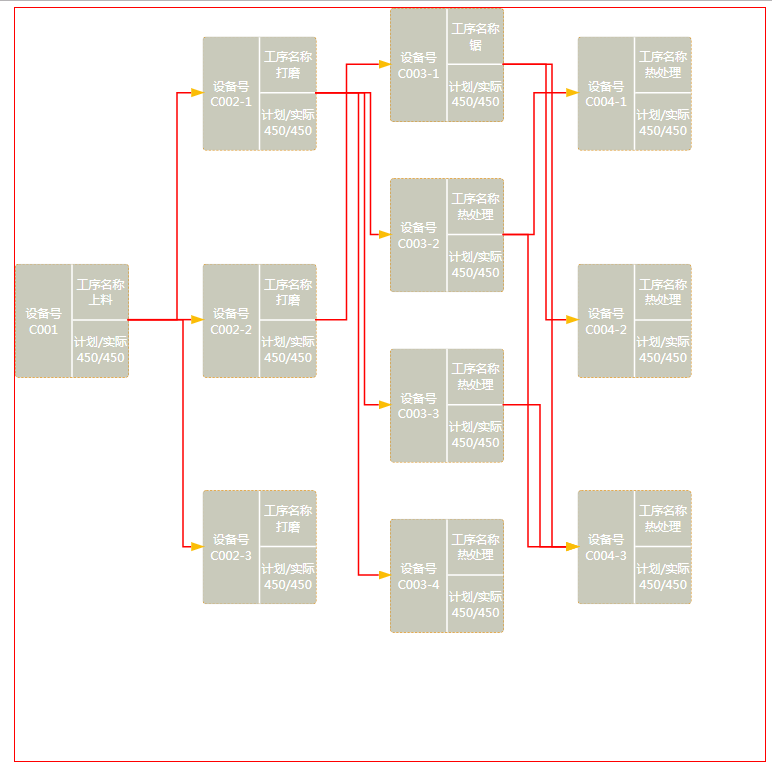 设备号
C001
工序名称
上料
计划/实际
450/450
设备号
C002-1
工序名称
打磨
计划/实际
450/450
设备号
C002-2
工序名称
打磨
计划/实际
450/450
设备号
C002-3
工序名称
打磨
计划/实际
450/450
设备号
C003-1
工序名称
锯
计划/实际
450/450
设备号
C003-2
工序名称
热处理
计划/实际
450/450
设备号
C003-3
工序名称
热处理
计划/实际
450/450
设备号
C003-4
工序名称
热处理
计划/实际
450/450
设备号
C004-1
工序名称
热处理
计划/实际
450/450
设备号
C004-2
工序名称
热处理
计划/实际
450/450
设备号
C004-3
工序名称
热处理
计划/实际
450/450